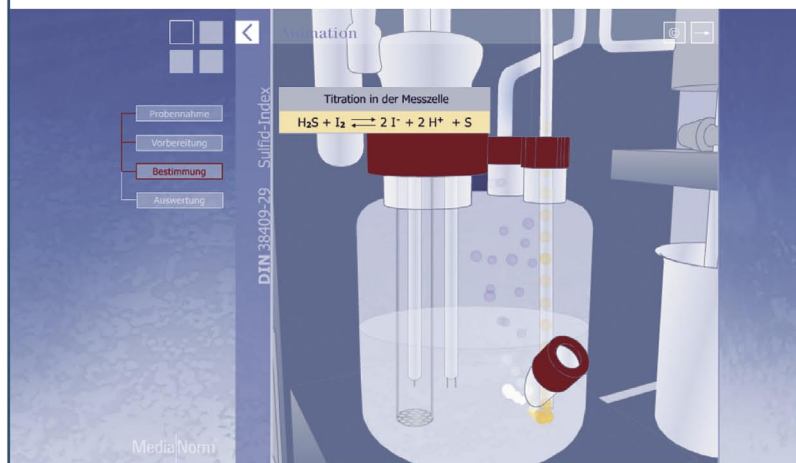 Animation
@
Probennahme
Vorbereitung
Bestimmung
Auswertung
DIN 38409-29 Sulfid-Index
Titration in der Messzelle
H₂S + I₂ ⇄ 2 I⁻ + 2 H⁺ + S
Media Norm